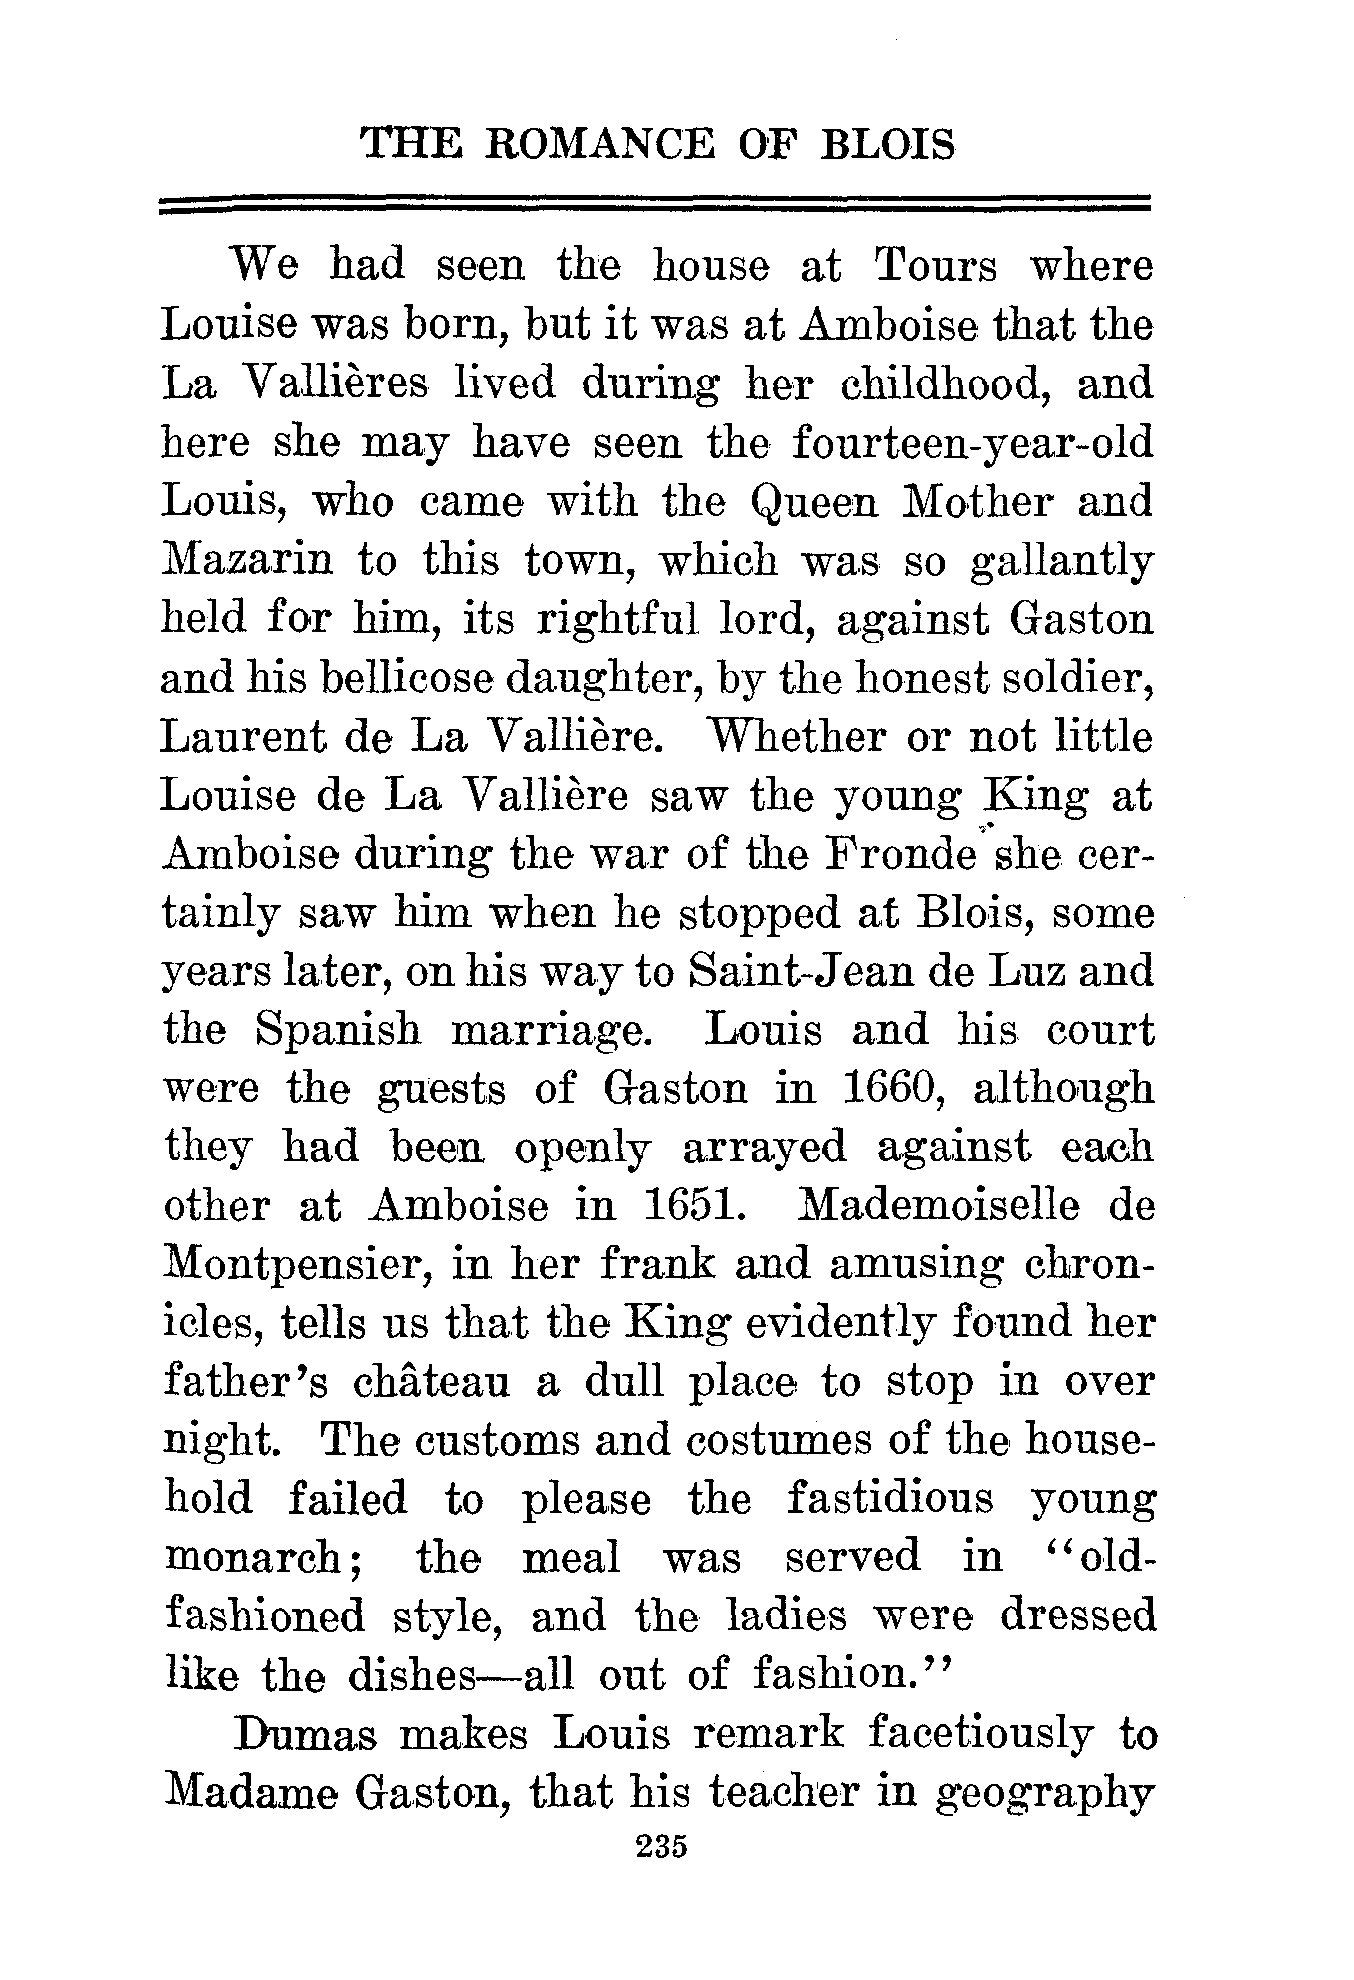 THE ROMANCE OF BLOIS
We had seen the house at Tours where
Louise was born, but it was at Amboise that the
La Vallières lived during her childhood, and
here she may have seen the fourteen-year-old
Louis, who came with the Queen Mother and
Mazarin to this town, which was so gallantly
held for him, its rightful lord, against Gaston
and his bellicose daughter, by the honest soldier,
Laurent de La Vallière. Whether or not little
Louise de La Vallière saw the young King at
Amboise during the war of the Fronde she cer-
tainly saw him when he stopped at Blois, some
years later, on his way to Saint-Jean de Luz and
the Spanish marriage. Louis and his court
were the guests of Gaston in 1660, although
they had been openly arrayed against each
other at Amboise in 1651. Mademoiselle de
Montpensier, in her frank and amusing chron-
icles, tells us that the King evidently found her
father's château a dull place to stop in over
night. The customs and costumes of the house-
hold failed to please the fastidious young
monarch; the meal was served in "old-
fashioned style, and the ladies were dressed
like the dishes—all out of fashion."
Dumas makes Louis remark facetiously to
Madame Gaston, that his teacher in geography
235